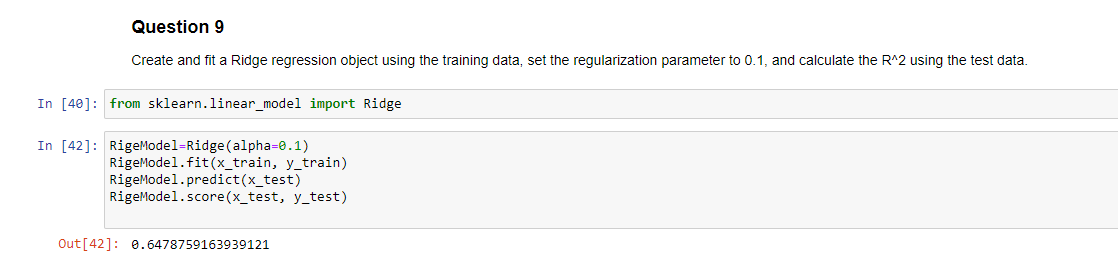 Question 9
Create and fit a Ridge regression object using the training data, set the regularization parameter to 0.1, and calculate the R^2 using the test data.
In [40]: from sklearn.linear_model import Ridge
In [42]: RigeModel=Ridge(alpha=0.1)
RigeModel.fit(x_train, y_train)
RigeModel.predict(x_test)
RigeModel.score(x_test, y_test)
Out[42]: 0.6478759163939121